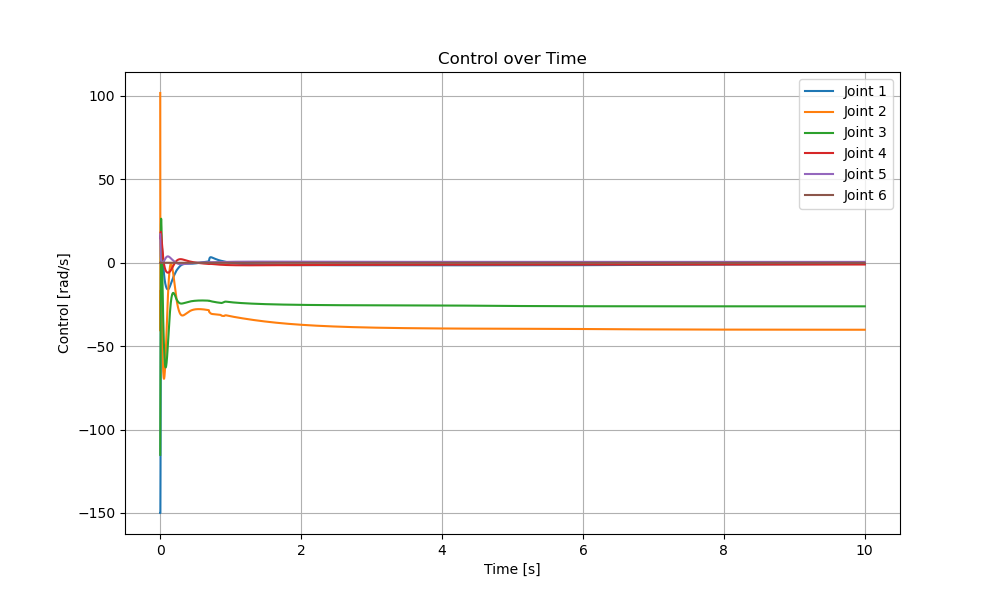 Control over Time
Control [rad/s]
100
50
0
−50
−100
−150
0
2
4
6
8
10
Time [s]
Joint 1
Joint 2
Joint 3
Joint 4
Joint 5
Joint 6